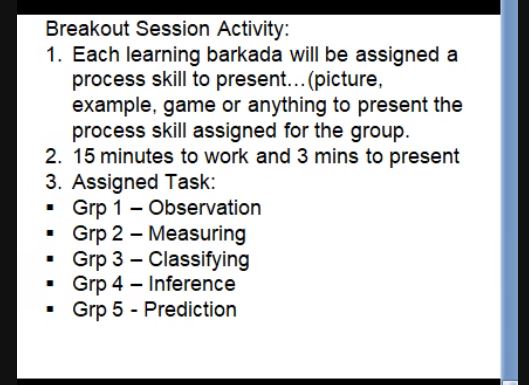 Breakout Session Activity:
1. Each learning barkada will be assigned a
process skill to present…(picture,
example, game or anything to present the
process skill assigned for the group.
2. 15 minutes to work and 3 mins to present
3. Assigned Task:
▪ Grp 1 – Observation
▪ Grp 2 – Measuring
▪ Grp 3 – Classifying
▪ Grp 4 – Inference
▪ Grp 5 - Prediction